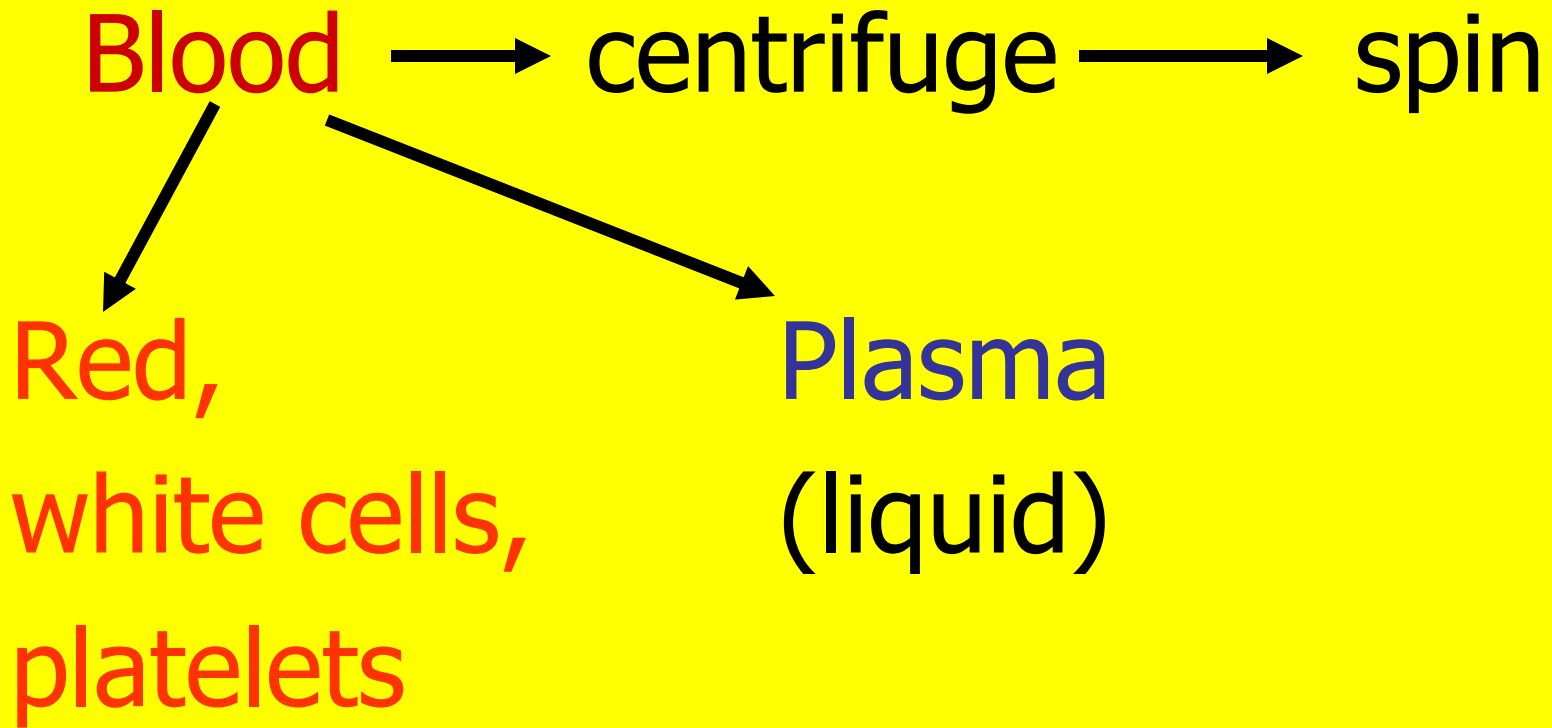 Blood → centrifuge → spin
Red,
white cells,
platelets
Plasma
(liquid)